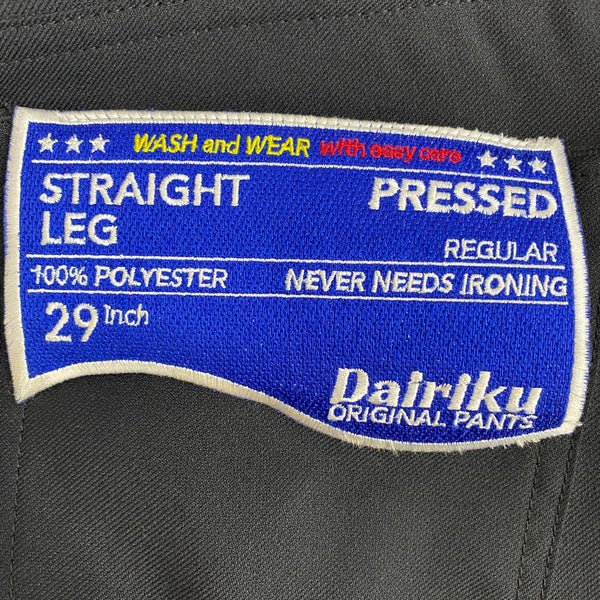 WASH and WEAR with easy care
STRAIGHT LEG
PRESSED
REGULAR
100% POLYESTER
NEVER NEEDS IRONING
29 Inch
Dairiku
ORIGINAL PANTS